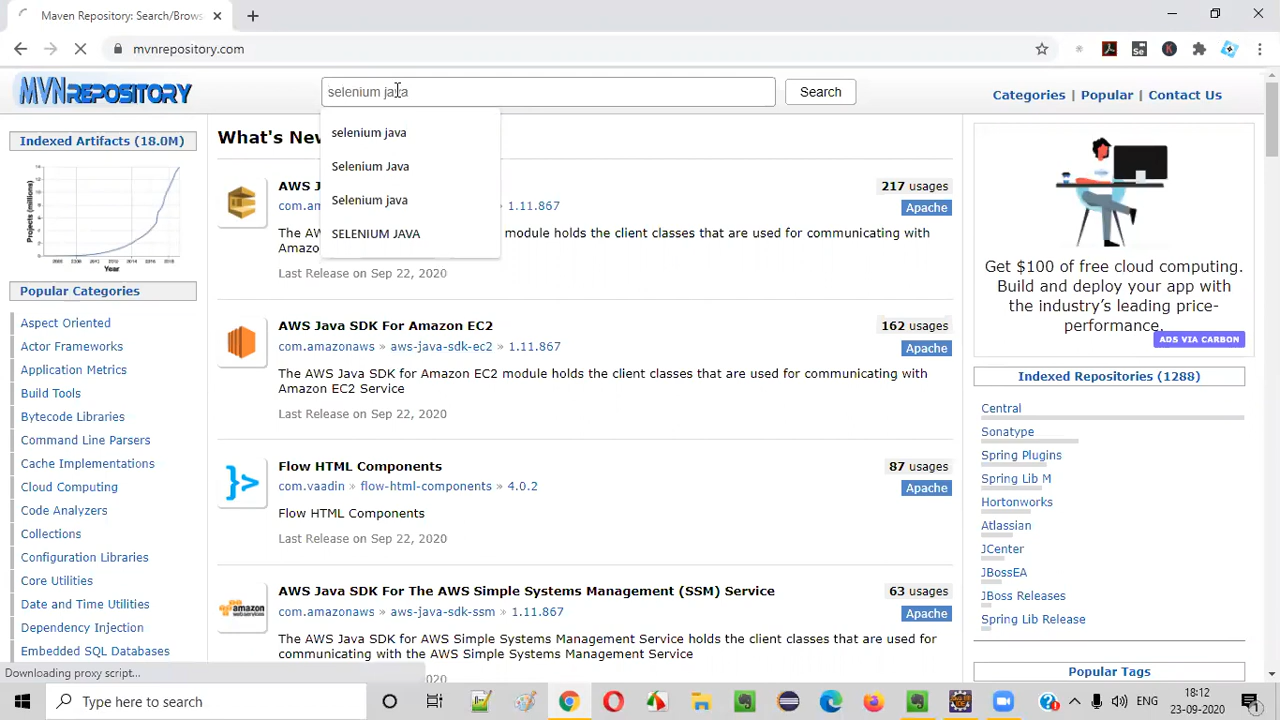 Maven Repository: Search/Brows
mvnrepository.com
MVNREPOSITORY
selenium java
Search
Categories | Popular | Contact Us
selenium java
Selenium Java
Selenium java
SELENIUM JAVA
Indexed Artifacts (18.0M)
Projects (millions)
Year
Popular Categories
Aspect Oriented
Actor Frameworks
Application Metrics
Build Tools
Bytecode Libraries
Command Line Parsers
Cache Implementations
Cloud Computing
Code Analyzers
Collections
Configuration Libraries
Core Utilities
Date and Time Utilities
Dependency Injection
Embedded SQL Databases
What's New
AWS J
217 usages
com.am » 1.11.867
Apache
The AW module holds the client classes that are used for communicating with
Amazon
Last Release on Sep 22, 2020
AWS Java SDK For Amazon EC2
162 usages
com.amazonaws » aws-java-sdk-ec2 » 1.11.867
Apache
The AWS Java SDK for Amazon EC2 module holds the client classes that are used for communicating with
Amazon EC2 Service
Last Release on Sep 22, 2020
Flow HTML Components
87 usages
com.vaadin » flow-html-components » 4.0.2
Apache
Flow HTML Components
Last Release on Sep 22, 2020
AWS Java SDK For The AWS Simple Systems Management (SSM) Service
63 usages
amazon
com.amazonaws » aws-java-sdk-ssm » 1.11.867
Apache
The AWS Java SDK for AWS Simple Systems Management Service holds the client classes that are used for
communicating with the AWS Simple Systems Management Service
Get $100 of free cloud computing.
Build and deploy your app with
the industry's leading price-
performance.
ADS VIA CARBON
Indexed Repositories (1288)
Central
Sonatype
Spring Plugins
Spring Lib M
Hortonworks
Atlassian
JCenter
JBossEA
JBoss Releases
Spring Lib Release
Popular Tags
Downloading proxy script...
Type here to search
ENG
18:12
23-09-2020